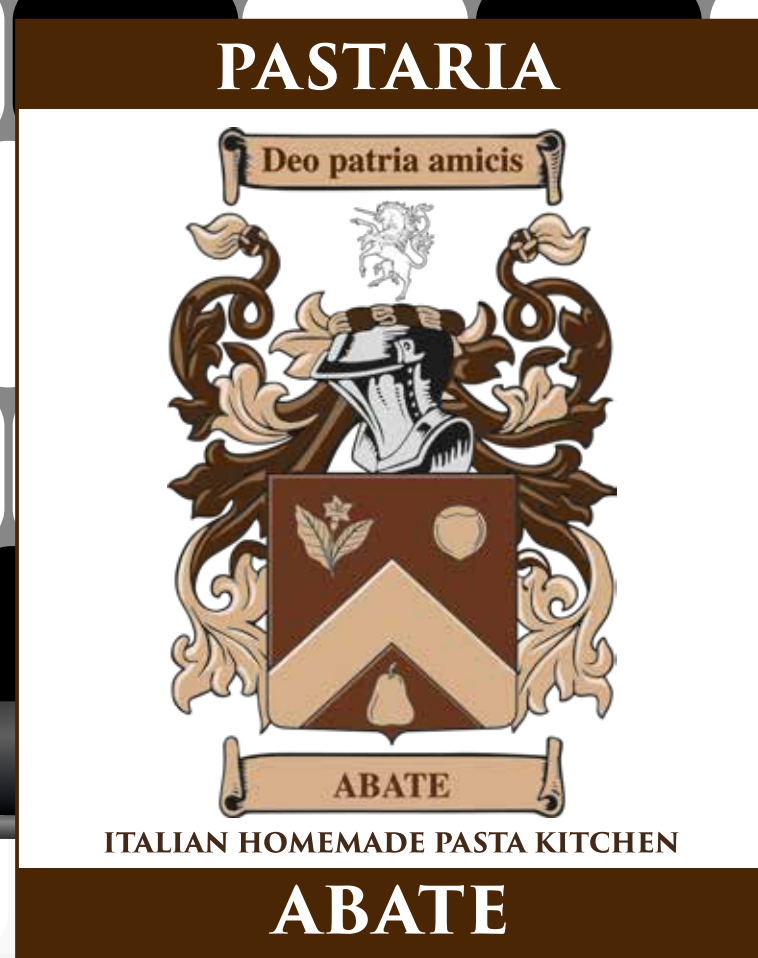 PASTARIA
Deo patria amicis
ABATE
ITALIAN HOMEMADE PASTA KITCHEN
ABATE